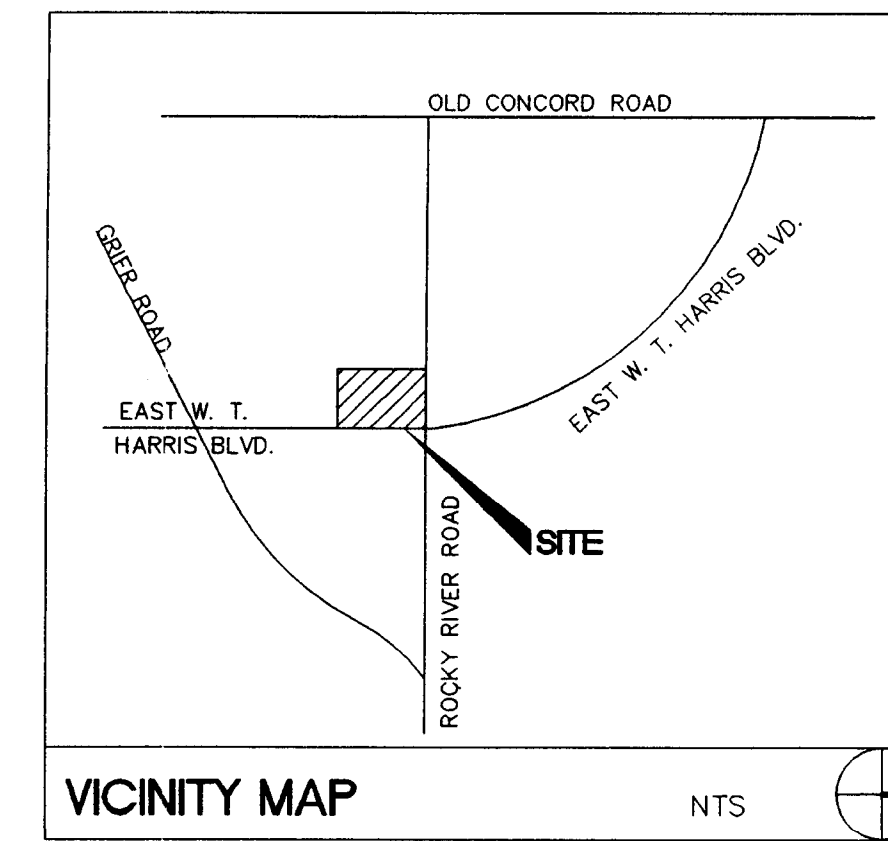 OLD CONCORD ROAD
GRIER ROAD
EAST W. T. HARRIS BLVD.
EAST W. T.
HARRIS BLVD.
ROCKY RIVER ROAD
SITE
VICINITY MAP
NTS